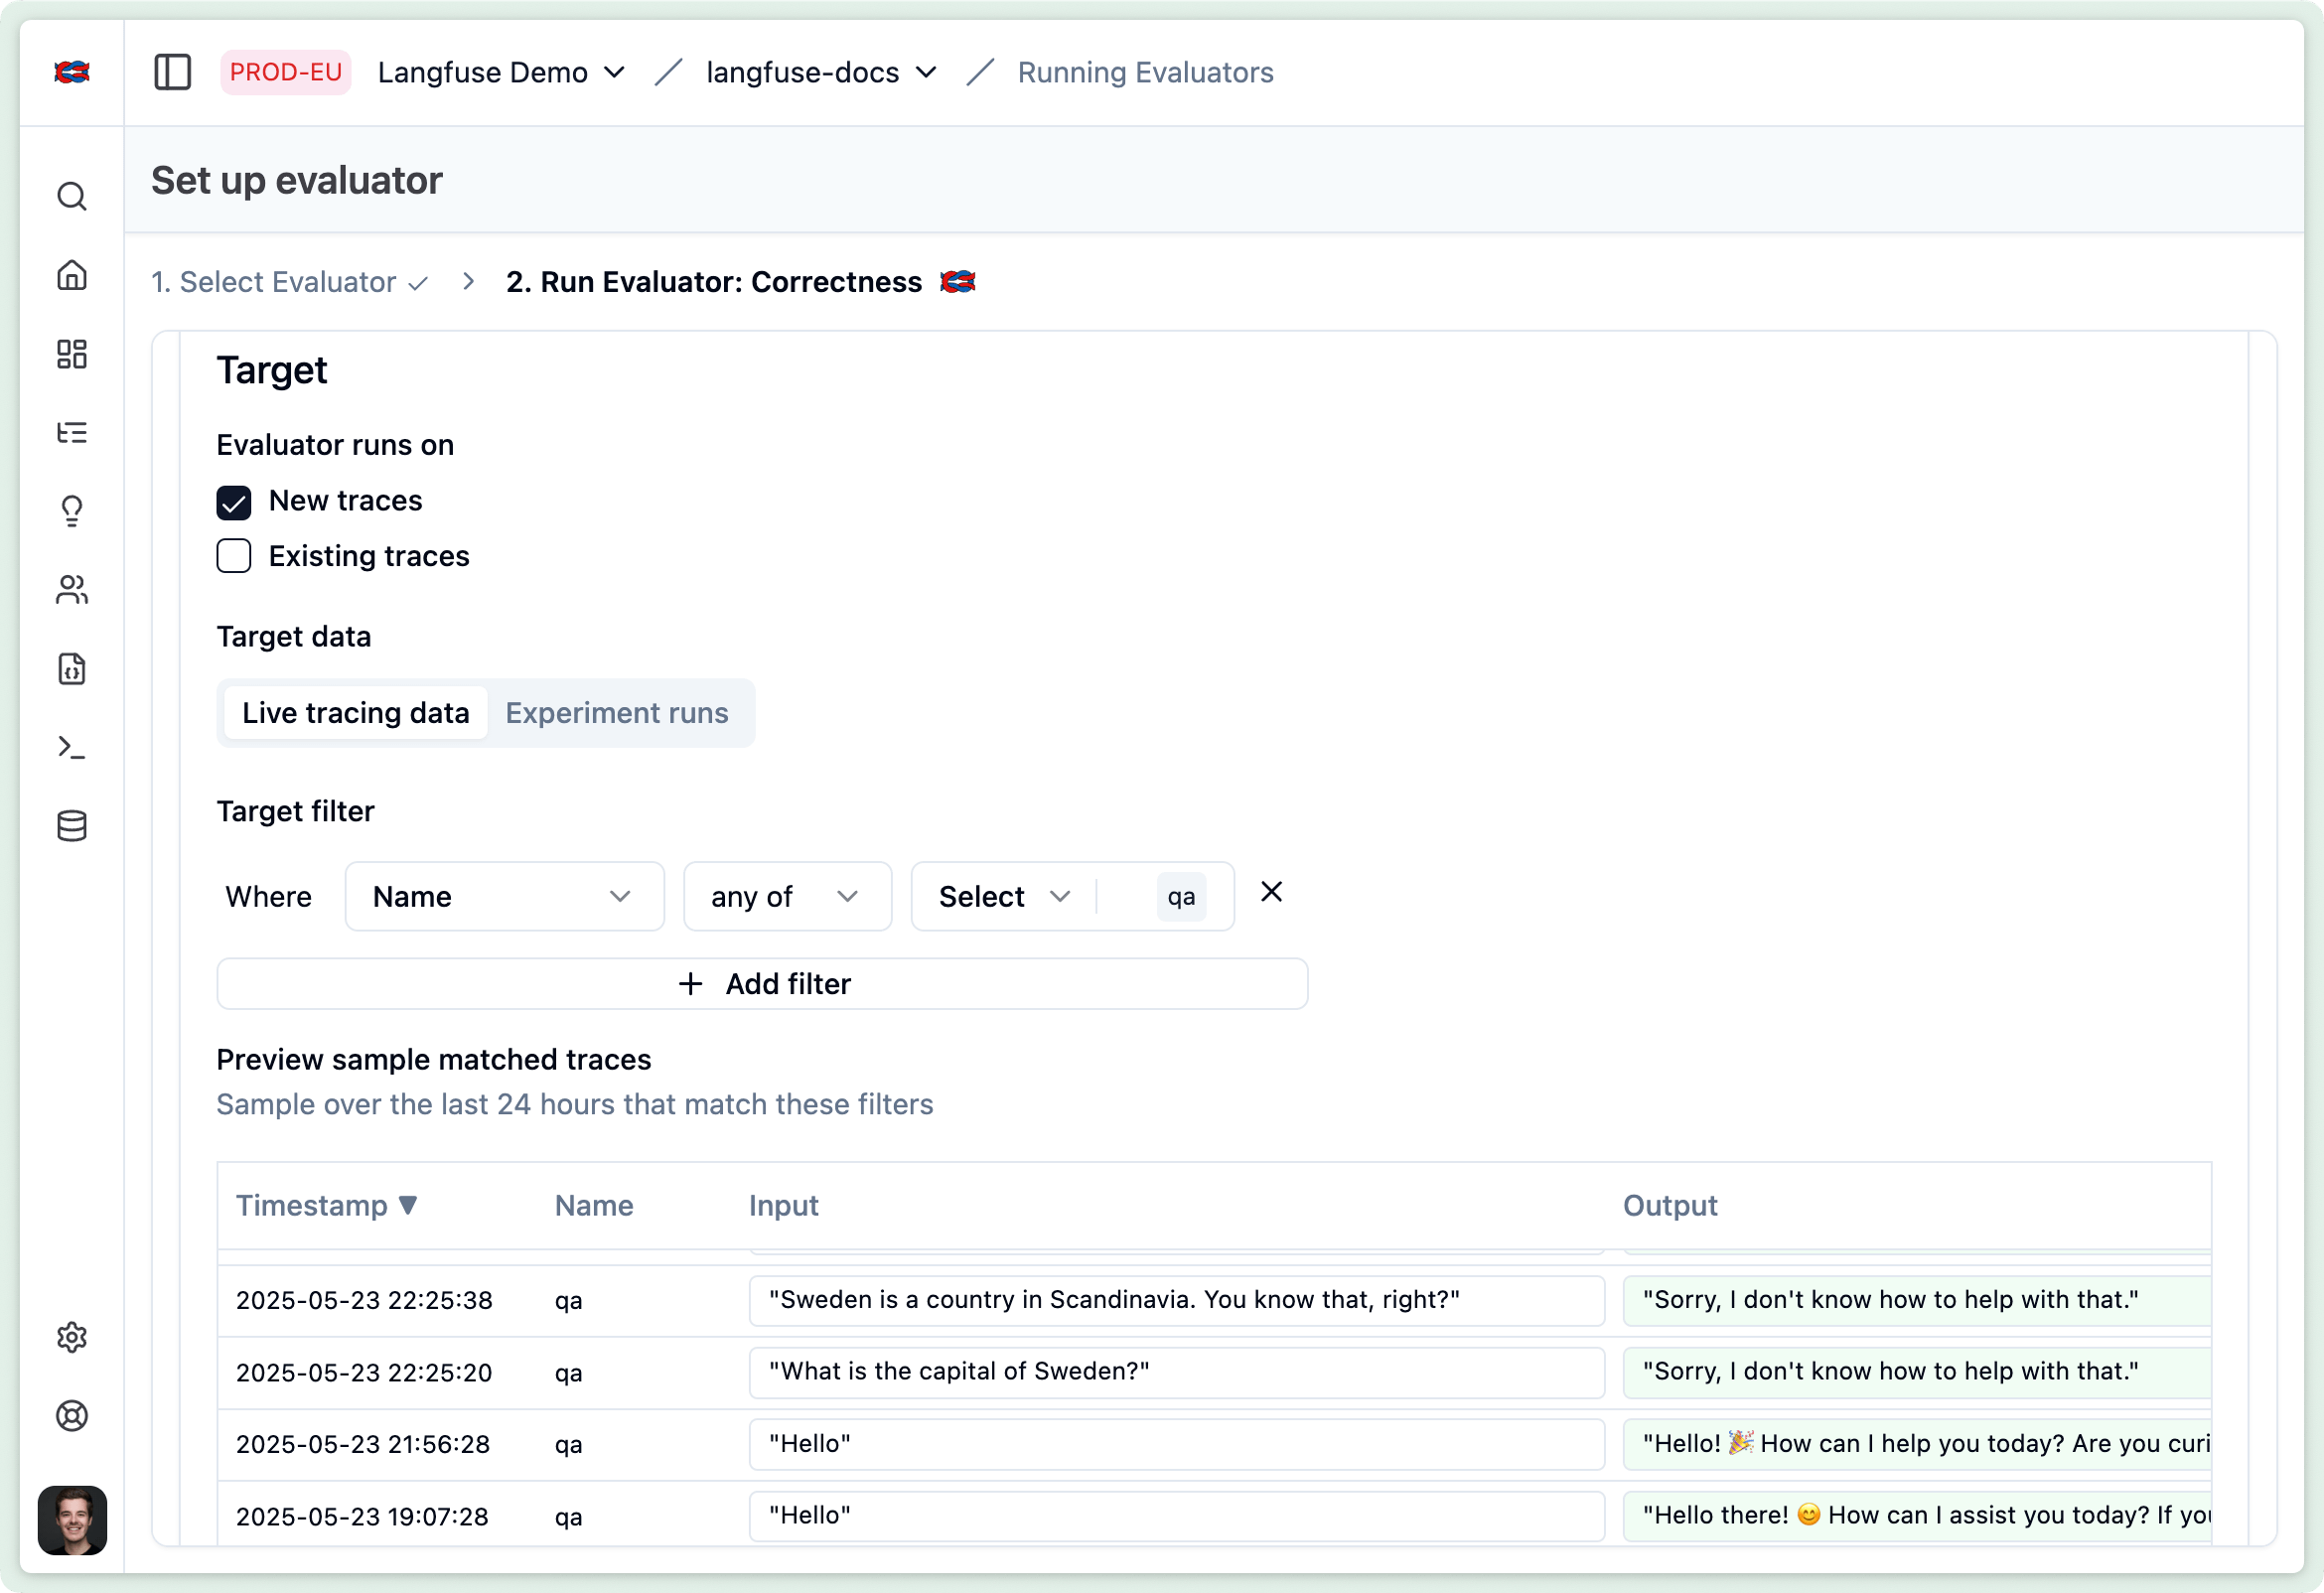 PROD-EU Langfuse Demo langfuse-docs Running Evaluators
Set up evaluator
1. Select Evaluator 2. Run Evaluator: Correctness
Target
Evaluator runs on
New traces
Existing traces
Target data
Live tracing data Experiment runs
Target filter
Where Name any of Select qa
+ Add filter
Preview sample matched traces
Sample over the last 24 hours that match these filters
Timestamp ▼ Name Input Output
2025-05-23 22:25:38 qa "Sweden is a country in Scandinavia. You know that, right?" "Sorry, I don't know how to help with that."
2025-05-23 22:25:20 qa "What is the capital of Sweden?" "Sorry, I don't know how to help with that."
2025-05-23 21:56:28 qa "Hello" "Hello! 🎉 How can I help you today? Are you curi
2025-05-23 19:07:28 qa "Hello" "Hello there! 😊 How can I assist you today? If you